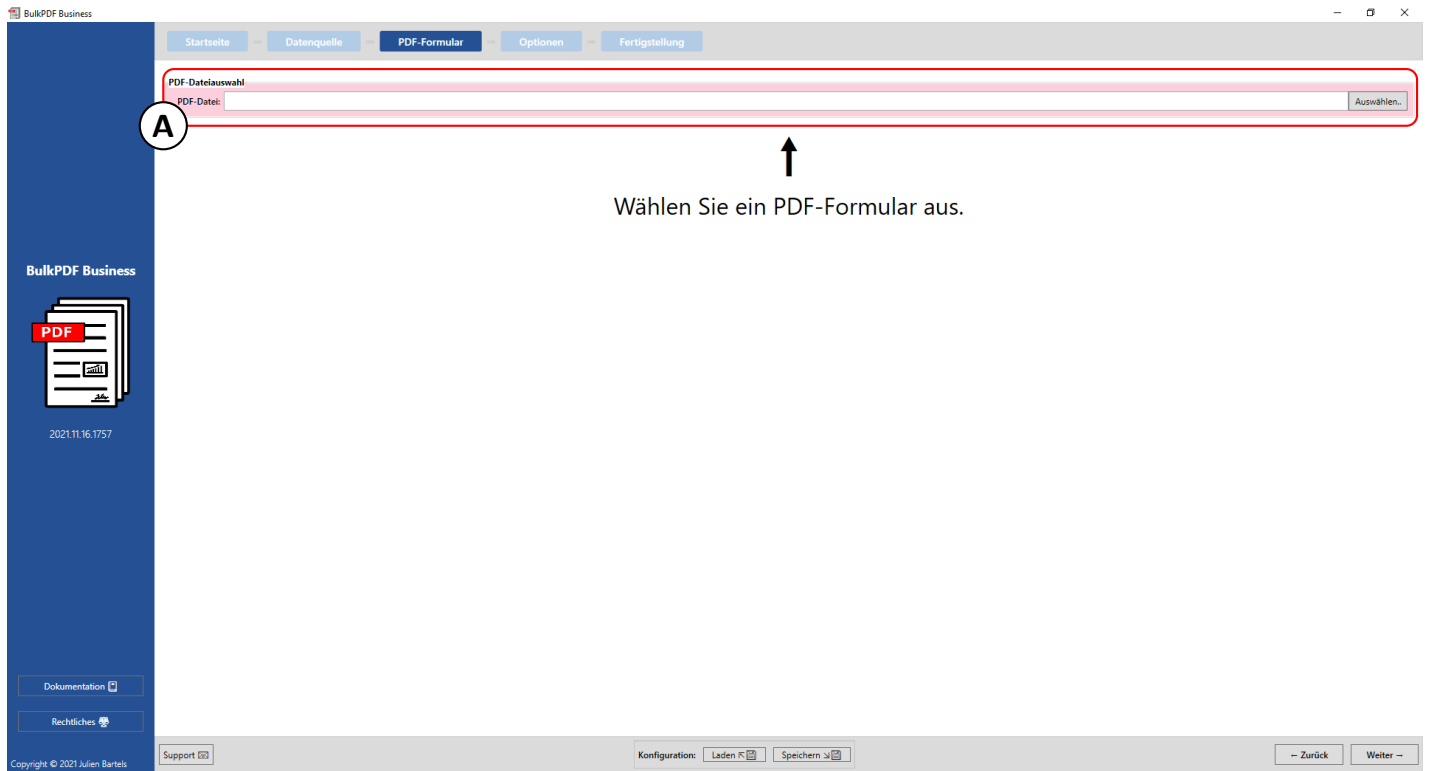 BulkPDF Business
Startseite Datenquelle PDF-Formular Optionen Fertigstellung
PDF-Dateiauswahl
PDF-Datei: Auswählen..
A
Wählen Sie ein PDF-Formular aus.
BulkPDF Business
PDF
2021.11.16.1757
Dokumentation
Rechtliches
Copyright © 2021 Julien Bartels
Support Konfiguration: Laden Speichern ← Zurück Weiter →